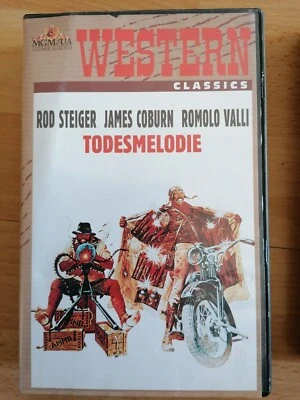 MGM/UA
WESTERN
CLASSICS
ROD STEIGER JAMES COBURN ROMOLO VALLI
TODESMELODIE